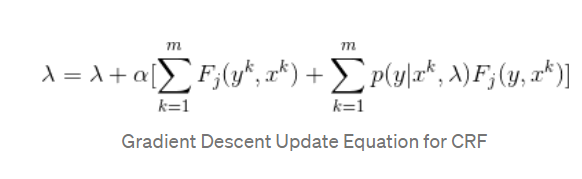 λ = λ + α[∑_{k=1}^{m} F_j(y^k, x^k) + ∑_{k=1}^{m} p(y|x^k, λ)F_j(y, x^k)]
Gradient Descent Update Equation for CRF